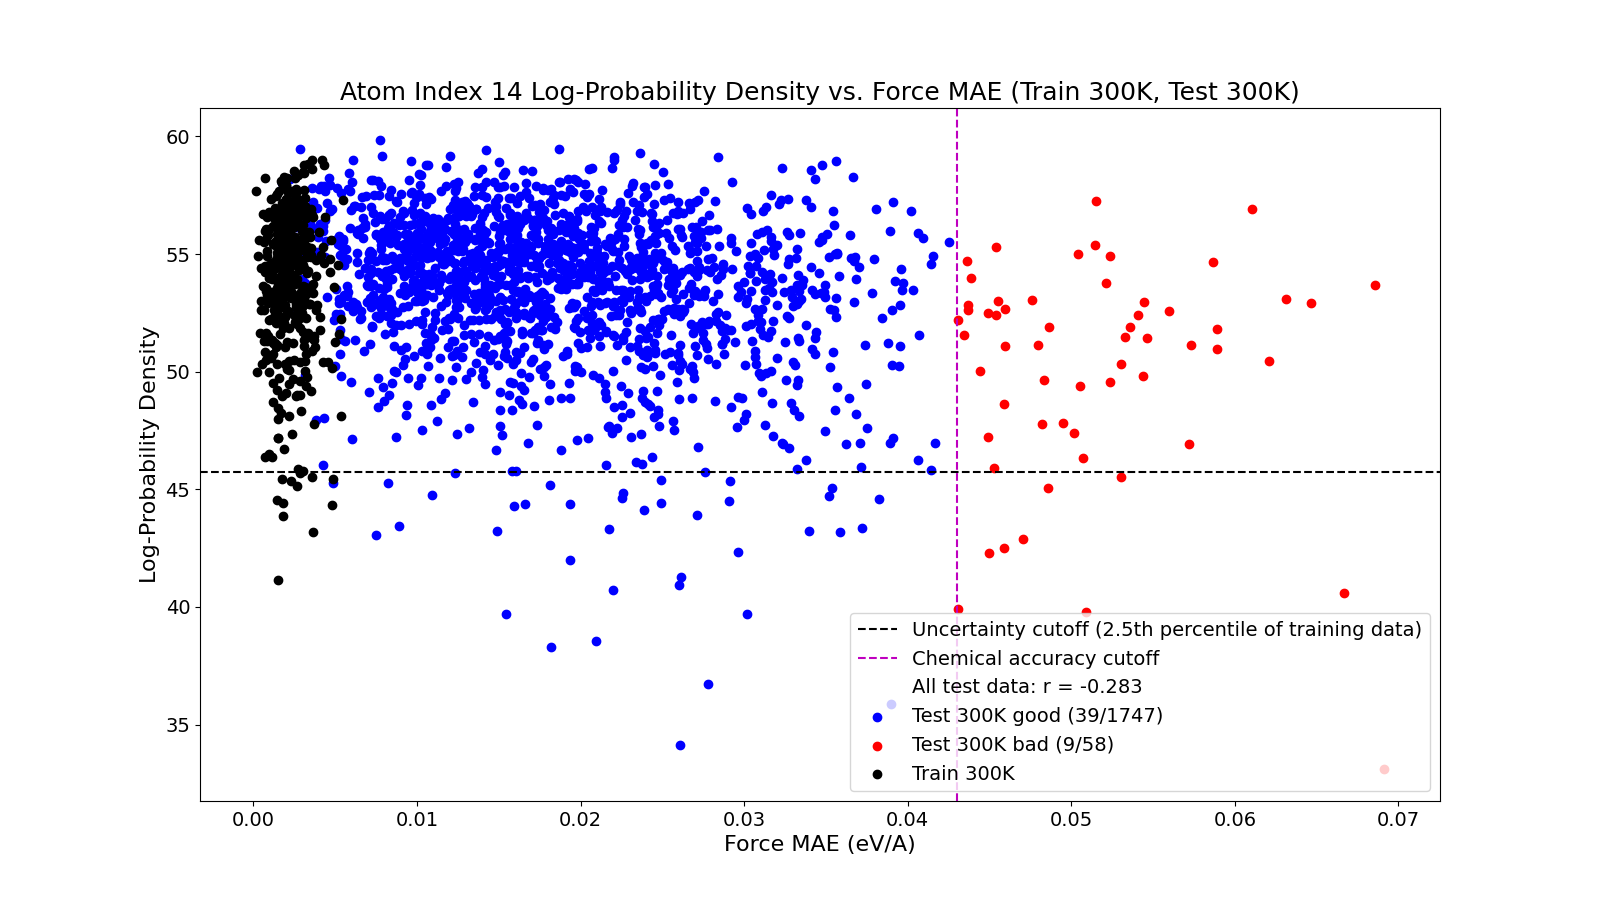 Atom Index 14 Log-Probability Density vs. Force MAE (Train 300K, Test 300K)
Log-Probability Density
60
55
50
45
40
35
Uncertainty cutoff (2.5th percentile of training data)
Chemical accuracy cutoff
All test data: r = -0.283
Test 300K good (39/1747)
Test 300K bad (9/58)
Train 300K
0.00 0.01 0.02 0.03 0.04 0.05 0.06 0.07
Force MAE (eV/A)